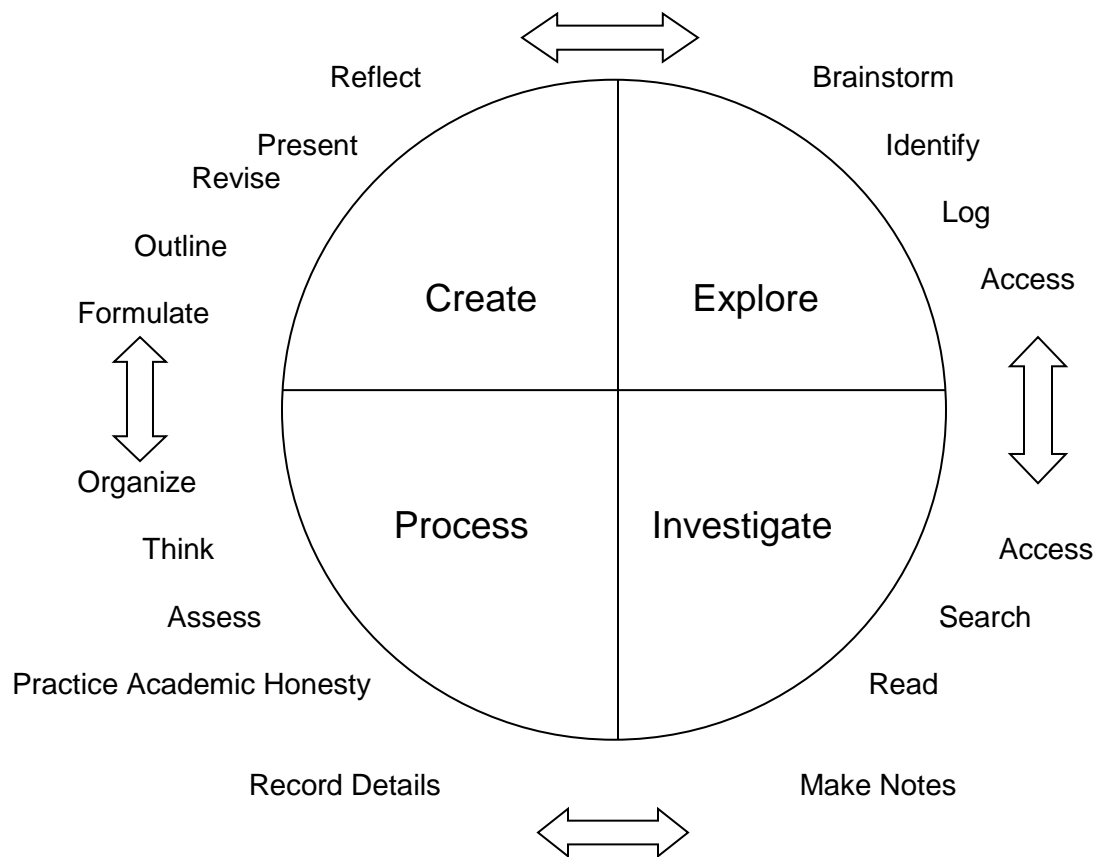 Reflect
Brainstorm
Present
Identify
Revise
Log
Outline
Access
Create
Explore
Formulate
Organize
Process
Investigate
Think
Access
Assess
Search
Practice Academic Honesty
Read
Record Details
Make Notes